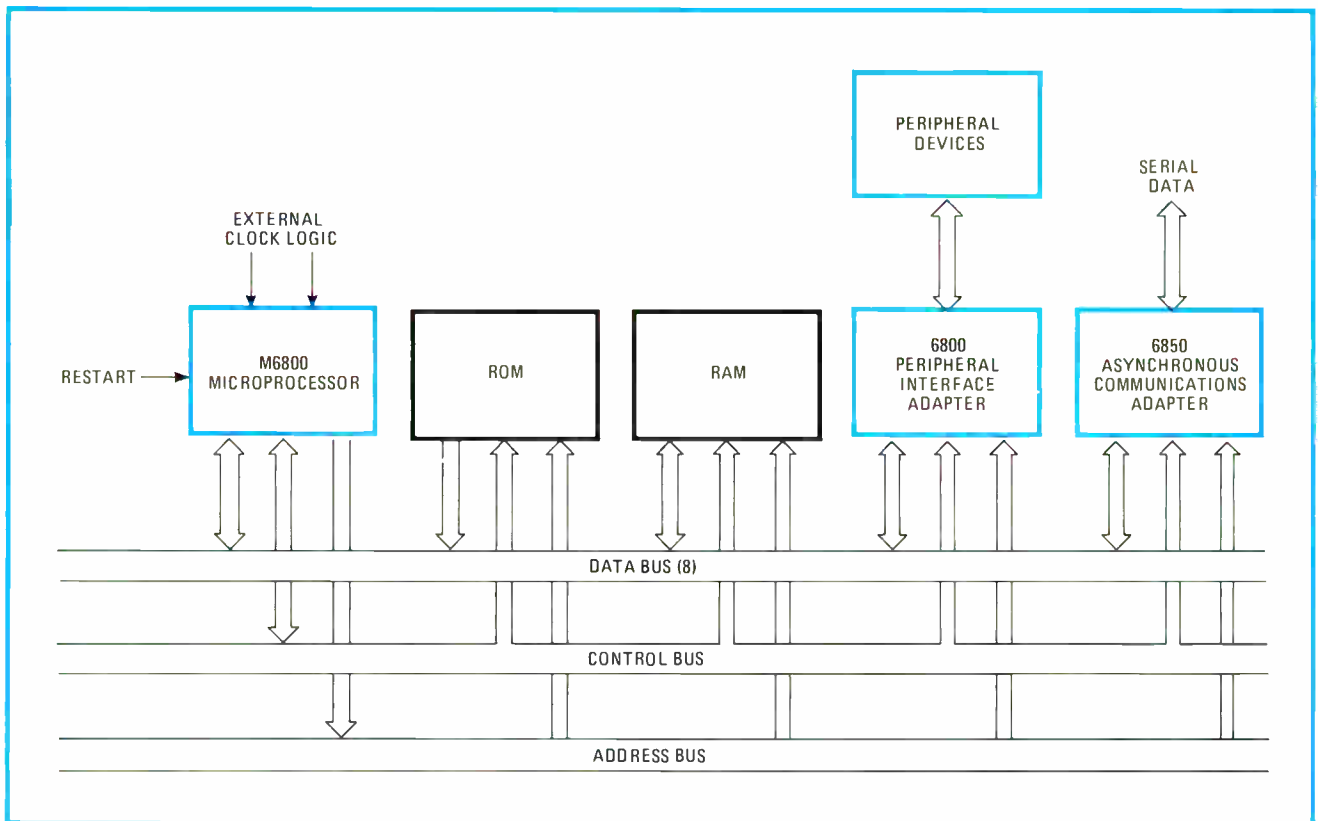 PERIPHERAL
DEVICES
SERIAL
DATA
EXTERNAL
CLOCK LOGIC
RESTART
M6800
MICROPROCESSOR
ROM
RAM
6800
PERIPHERAL
INTERFACE
ADAPTER
6850
ASYNCHRONOUS
COMMUNICATIONS
ADAPTER
DATA BUS (8)
CONTROL BUS
ADDRESS BUS